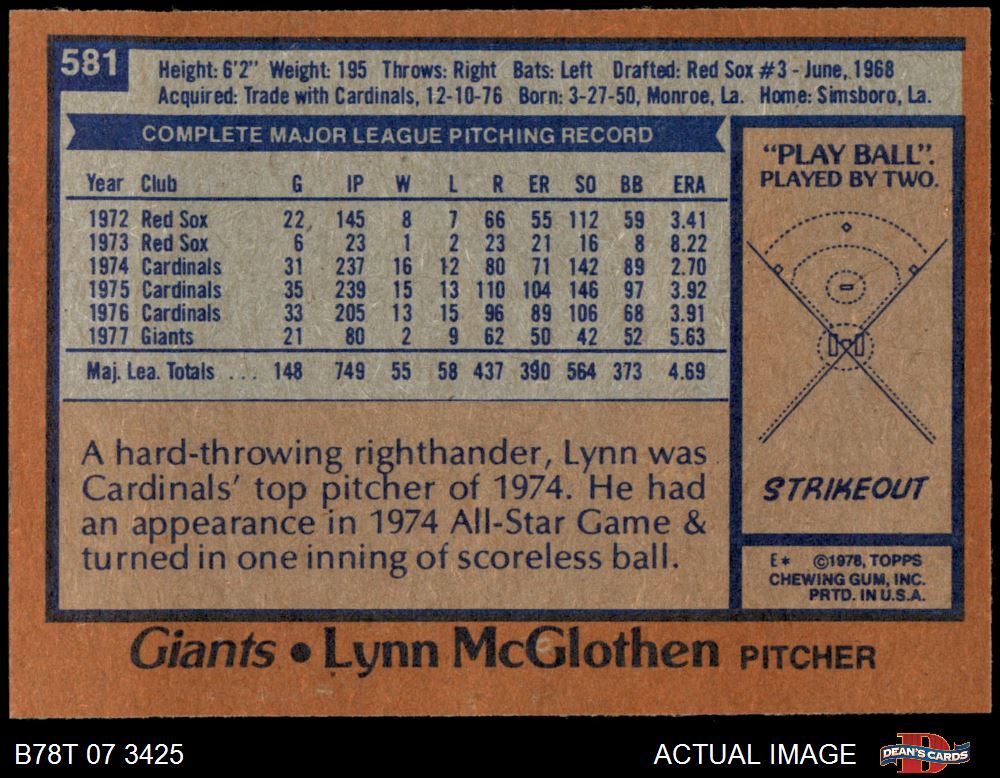 581
Height: 6'2" Weight: 195 Throws: Right Bats: Left Drafted: Red Sox #3 - June, 1968
Acquired: Trade with Cardinals, 12-10-76 Born: 3-27-50, Monroe, La. Home: Simsboro, La.
COMPLETE MAJOR LEAGUE PITCHING RECORD
Year Club G IP W L R ER SO BB ERA
1972 Red Sox 22 145 8 7 66 55 112 59 3.41
1973 Red Sox 6 23 1 2 23 21 16 8 8.22
1974 Cardinals 31 237 16 12 80 71 142 89 2.70
1975 Cardinals 35 239 15 13 110 104 146 97 3.92
1976 Cardinals 33 205 13 15 96 89 106 68 3.91
1977 Giants 21 80 2 9 62 50 42 52 5.63
Maj. Lea. Totals .... 148 749 55 58 437 390 564 373 4.69
A hard-throwing righthander, Lynn was
Cardinals' top pitcher of 1974. He had
an appearance in 1974 All-Star Game &
turned in one inning of scoreless ball.
"PLAY BALL".
PLAYED BY TWO.
STRIKEOUT
E* ©1978, TOPPS
CHEWING GUM, INC.
PRTD. IN U.S.A.
Giants • Lynn McGlothen PITCHER
B78T 07 3425 ACTUAL IMAGE DEAN'S CARDS